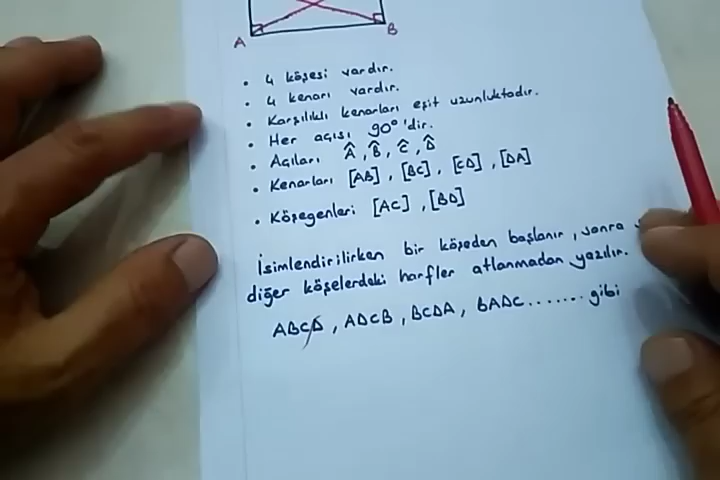 A B
• 4 köşesi vardır.
• 4 kenarı vardır.
• Karşılıklı kenarları eşit uzunluktadır.
• Her açısı 90°'dir.
• Açıları Â, B̂, Ĉ, D̂
• Kenarları [AB], [BC], [CD], [DA]
• Köşegenleri [AC], [BD]
İsimlendirilirken bir köşeden başlanır, sonra
diğer köşelerdeki harfler atlanmadan yazılır.
ABCD, ADCB, BCDA, BADC....... gibi